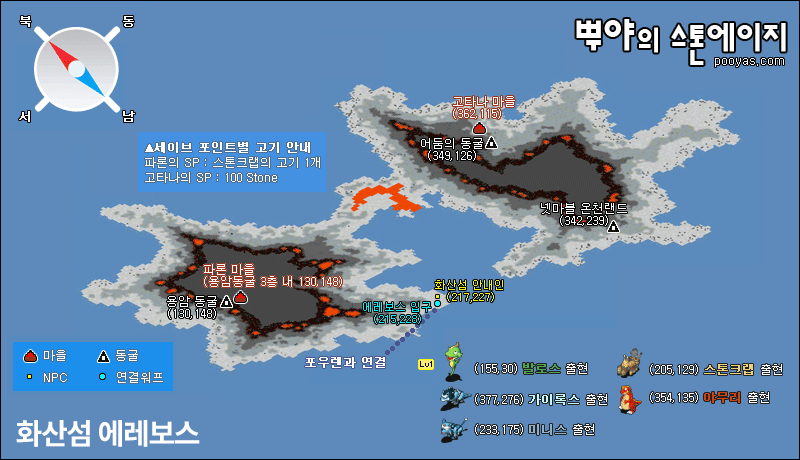 북
동
서
남
뿌야의 스톤에이지
pooyas.com
고타나 마을
(362,115)
어둠의 동굴
(349,126)
▲세이브 포인트별 고기 안내
파론의 SP : 스톤크랩의 고기 1개
고타나의 SP : 100 Stone
넷마블 온천랜드
(342,239)
파론 마을
(용암동굴 3층 내 130,148)
용암 동굴
(130,148)
화산섬 안내인
(217,227)
에레보스 입구
(215,228)
포우렌과 연결
마을
동굴
NPC
연결워프
Lv1
(155,30) 발로스 출현
(205,129) 스톤크랩 출현
(377,276) 가이록스 출현
(354,135) 아무리 출현
(233,175) 미니스 출현
화산섬 에레보스